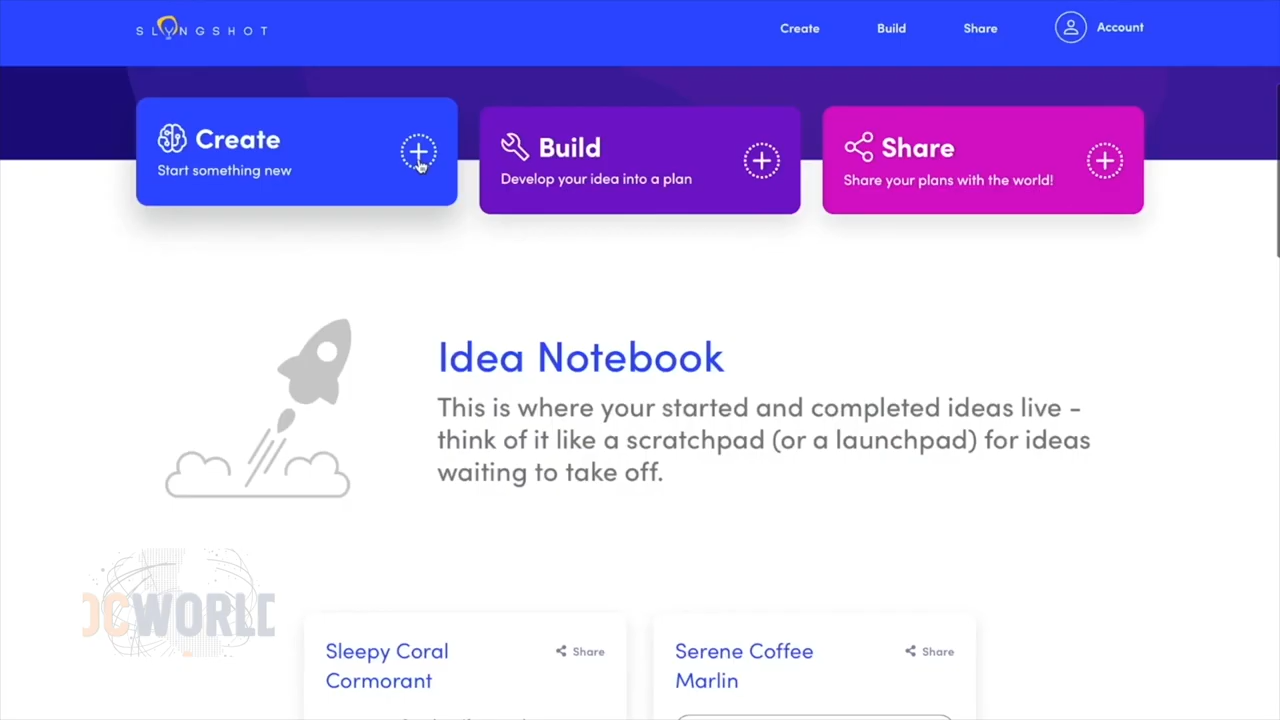 SLYNGSHOT
Create
Build
Share
Account
Create
Start something new
Build
Develop your idea into a plan
Share
Share your plans with the world!
Idea Notebook
This is where your started and completed ideas live -
think of it like a scratchpad (or a launchpad) for ideas
waiting to take off.
Sleepy Coral
Cormorant
Share
Serene Coffee
Marlin
Share